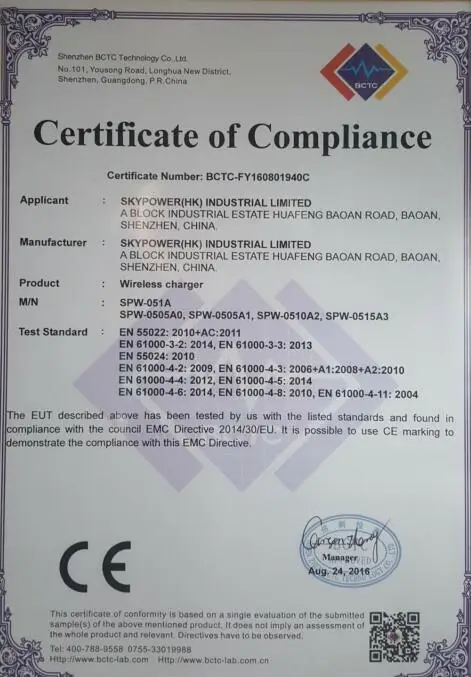 Shenzhen BCTC Technology Co.,Ltd.
No.101, Yousong Road, Longhua New District,
Shenzhen, Guangdong, P.R.China
BCTC
Certificate of Compliance
Certificate Number: BCTC-FY160801940C
Applicant : SKYPOWER(HK) INDUSTRIAL LIMITED
A BLOCK INDUSTRIAL ESTATE HUAFENG BAOAN ROAD, BAOAN,
SHENZHEN, CHINA.
Manufacturer : SKYPOWER(HK) INDUSTRIAL LIMITED
A BLOCK INDUSTRIAL ESTATE HUAFENG BAOAN ROAD, BAOAN,
SHENZHEN, CHINA.
Product : Wireless charger
M/N : SPW-051A
SPW-0505A0, SPW-0505A1, SPW-0510A2, SPW-0515A3
Test Standard : EN 55022: 2010+AC:2011
EN 61000-3-2: 2014, EN 61000-3-3: 2013
EN 55024: 2010
EN 61000-4-2: 2009, EN 61000-4-3: 2006+A1:2008+A2:2010
EN 61000-4-4: 2012, EN 61000-4-5: 2014
EN 61000-4-6: 2014, EN 61000-4-8: 2010, EN 61000-4-11: 2004
The EUT described above has been tested by us with the listed standards and found in
compliance with the council EMC Directive 2014/30/EU. It is possible to use CE marking to
demonstrate the compliance with this EMC Directive.
CE
Manager
Aug. 24, 2016
This certificate of conformity is based on a single evaluation of the submitted
sample(s) of the above mentioned product. It does not imply an assessment of
the whole product and relevant. Directives have to be observed.
Tel: 400-788-9558 0755-33019988
Http://www.bctc-lab.com Http://www.bctc-lab.com.cn